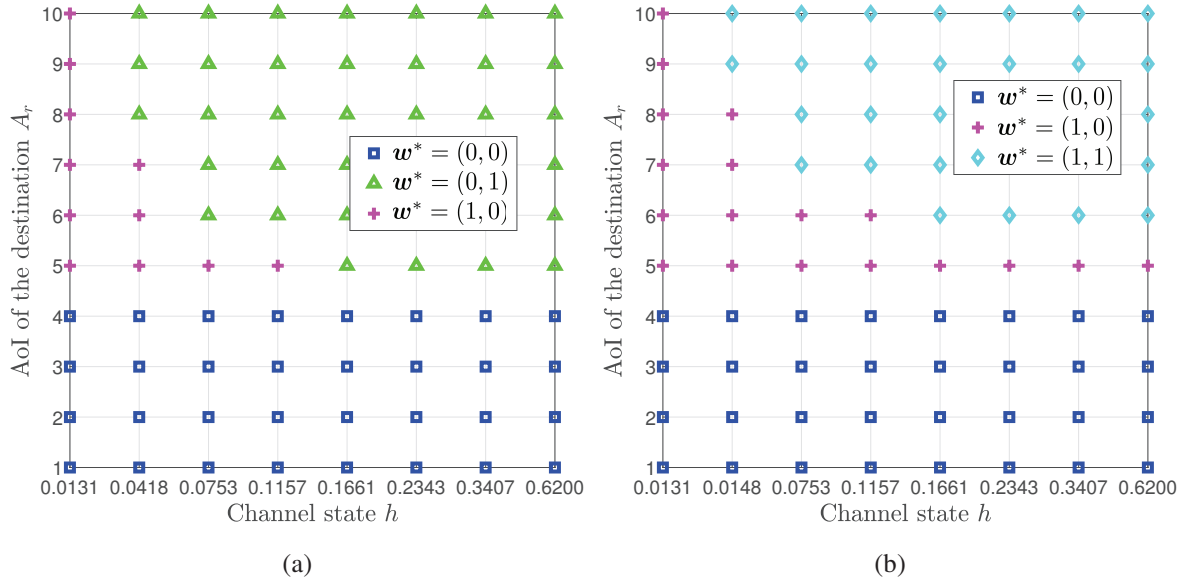 10
9
8
7
6
5
4
3
2
1
AoI of the destination A_r
0.0131 0.0418 0.0753 0.1157 0.1661 0.2343 0.3407 0.6200
Channel state h
w* = (0, 0)
w* = (0, 1)
w* = (1, 0)
(a)
10
9
8
7
6
5
4
3
2
1
AoI of the destination A_r
0.0131 0.0148 0.0753 0.1157 0.1661 0.2343 0.3407 0.6200
Channel state h
w* = (0, 0)
w* = (1, 0)
w* = (1, 1)
(b)